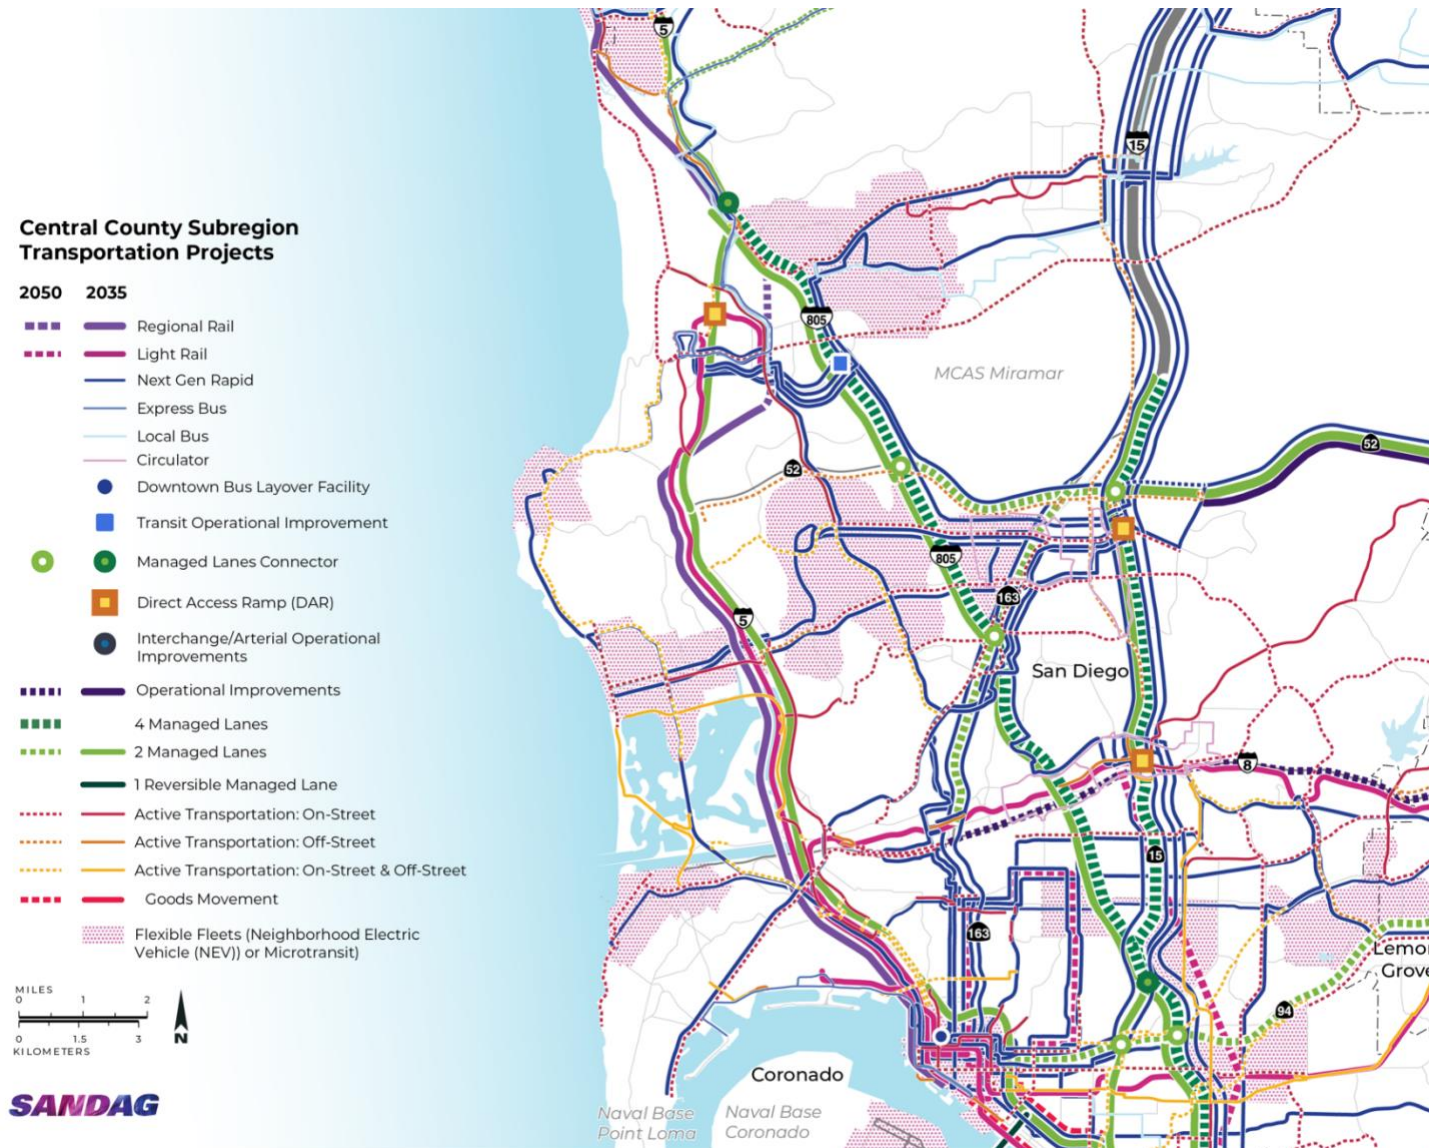 Central County Subregion
Transportation Projects
2050 2035
Regional Rail
Light Rail
Next Gen Rapid
Express Bus
Local Bus
Circulator
Downtown Bus Layover Facility
Transit Operational Improvement
Managed Lanes Connector
Direct Access Ramp (DAR)
Interchange/Arterial Operational
Improvements
Operational Improvements
4 Managed Lanes
2 Managed Lanes
1 Reversible Managed Lane
Active Transportation: On-Street
Active Transportation: Off-Street
Active Transportation: On-Street & Off-Street
Goods Movement
Flexible Fleets (Neighborhood Electric
Vehicle (NEV)) or Microtransit)
MILES
0 1 2
0 1.5 3
KILOMETERS
N
SANDAG
5
15
805
MCAS Miramar
52
52
805
163
5
San Diego
8
15
163
Lemon
Grove
94
Coronado
Naval Base
Point Loma
Naval Base
Coronado